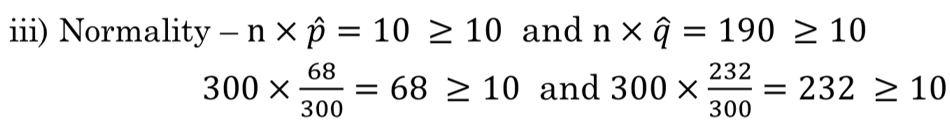 iii) Normality – n × p̂ = 10 ≥ 10 and n × q̂ = 190 ≥ 10
300 × 68/300 = 68 ≥ 10 and 300 × 232/300 = 232 ≥ 10